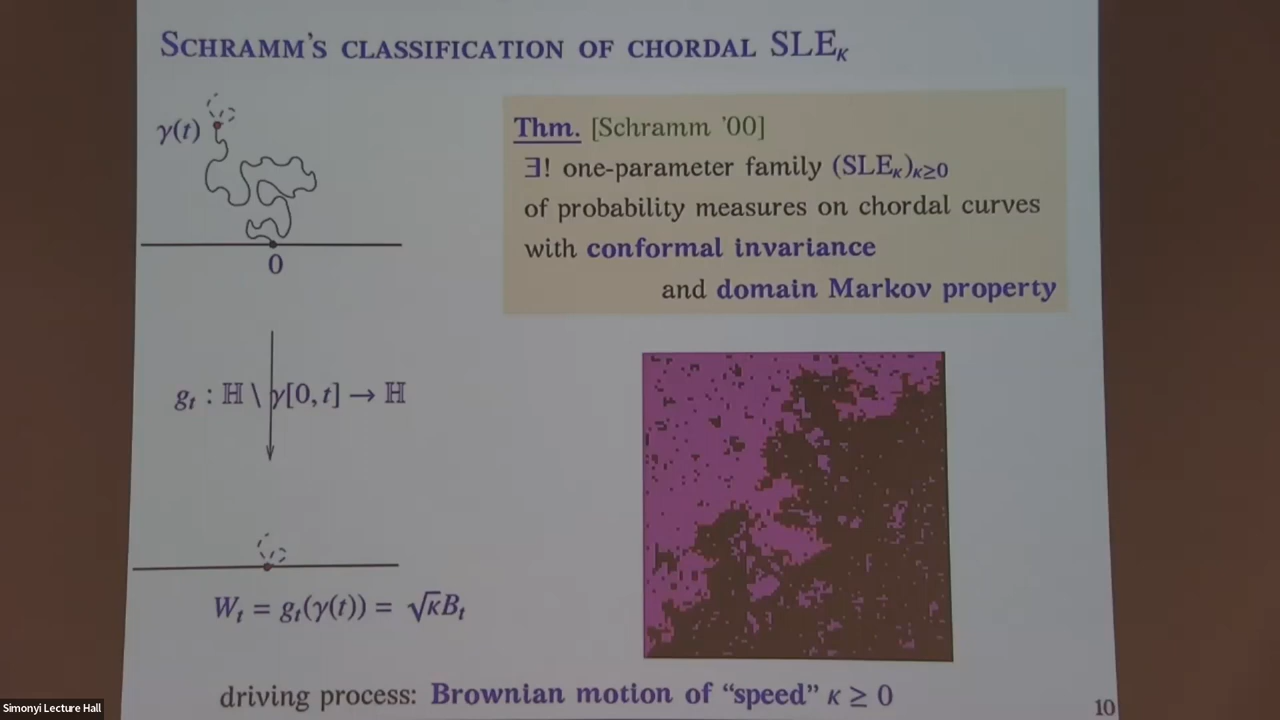 SCHRAMM'S CLASSIFICATION OF CHORDAL SLEκ
γ(t)
0
Thm. [Schramm '00]
∃! one-parameter family (SLEκ)κ≥0
of probability measures on chordal curves
with conformal invariance
and domain Markov property
gt : ℍ \ γ[0, t] → ℍ
Wt = gt(γ(t)) = √κBt
driving process: Brownian motion of “speed” κ ≥ 0
10
Simonyi Lecture Hall